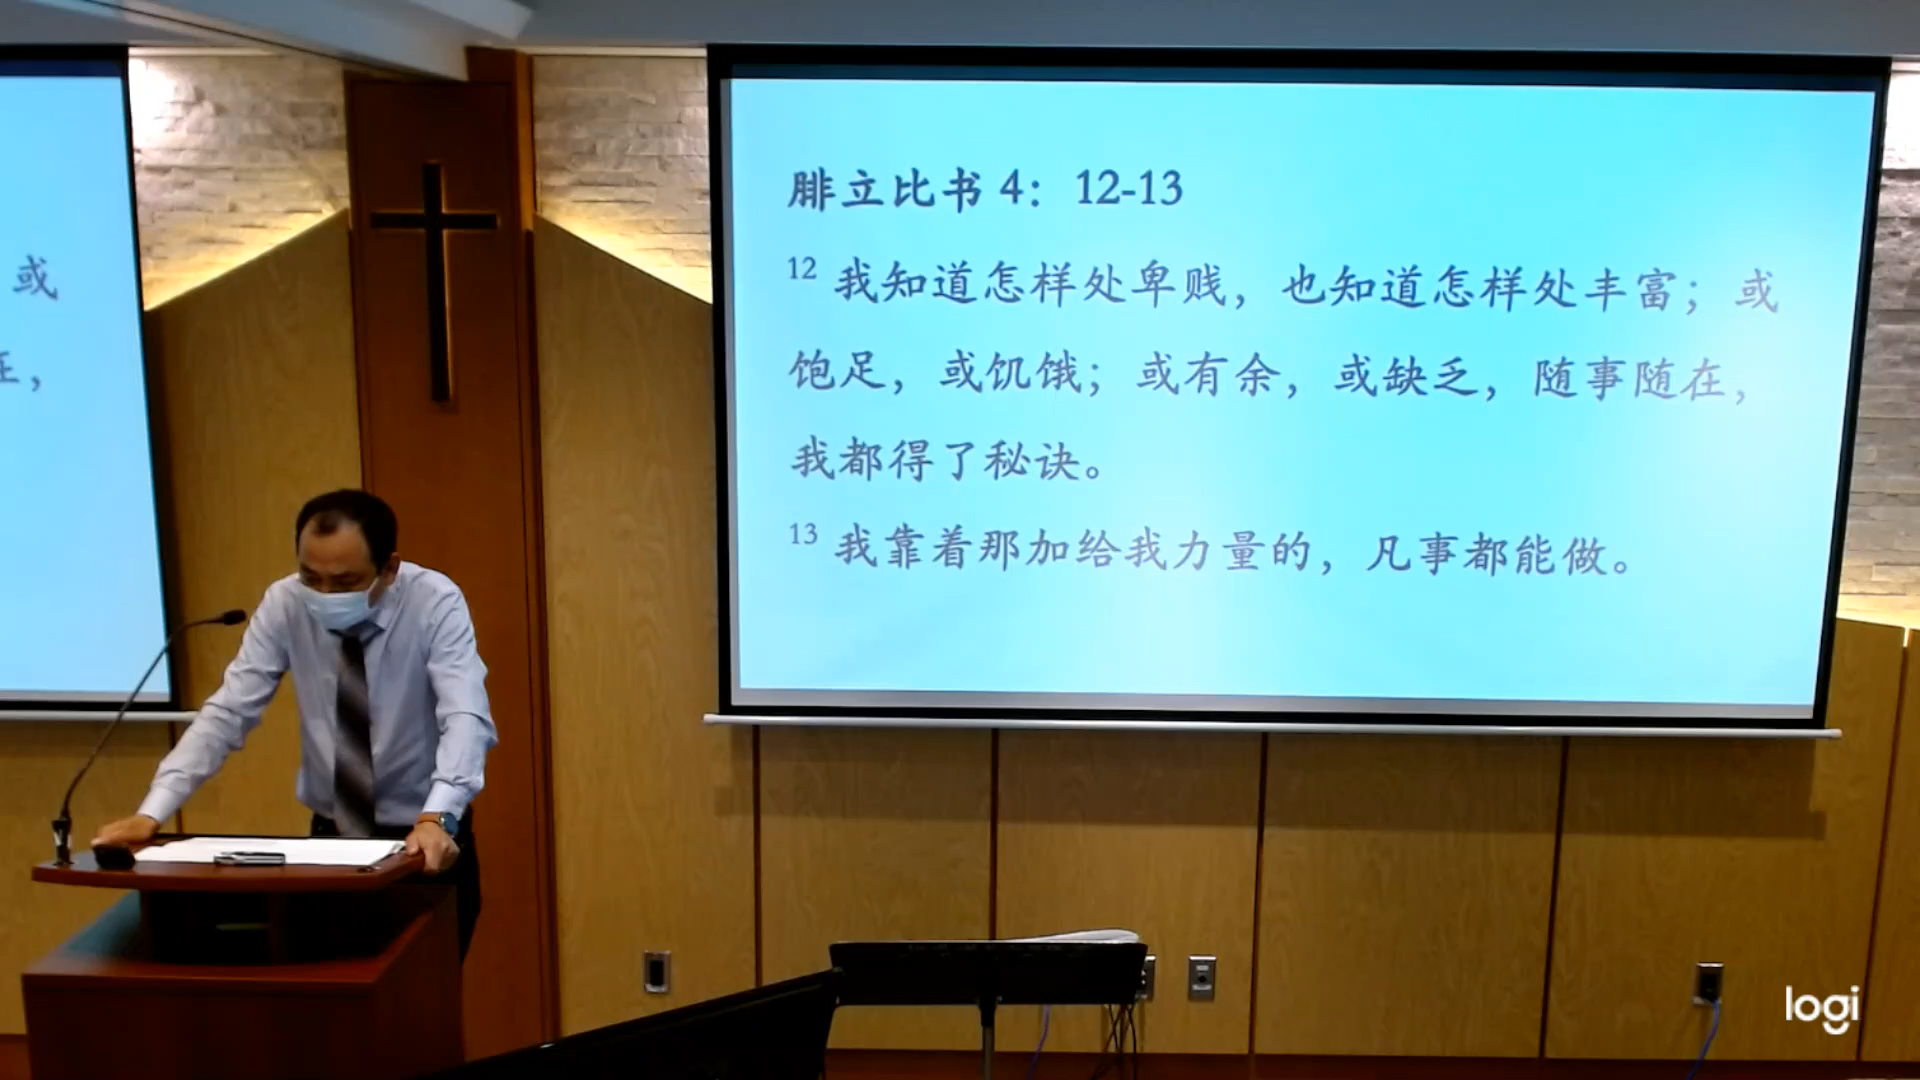 或
在，
腓立比书 4：12-13
12 我知道怎样处卑贱，也知道怎样处丰富；或
饱足，或饥饿；或有余，或缺乏，随事随在，
我都得了秘诀。
13 我靠着那加给我力量的，凡事都能做。
logi